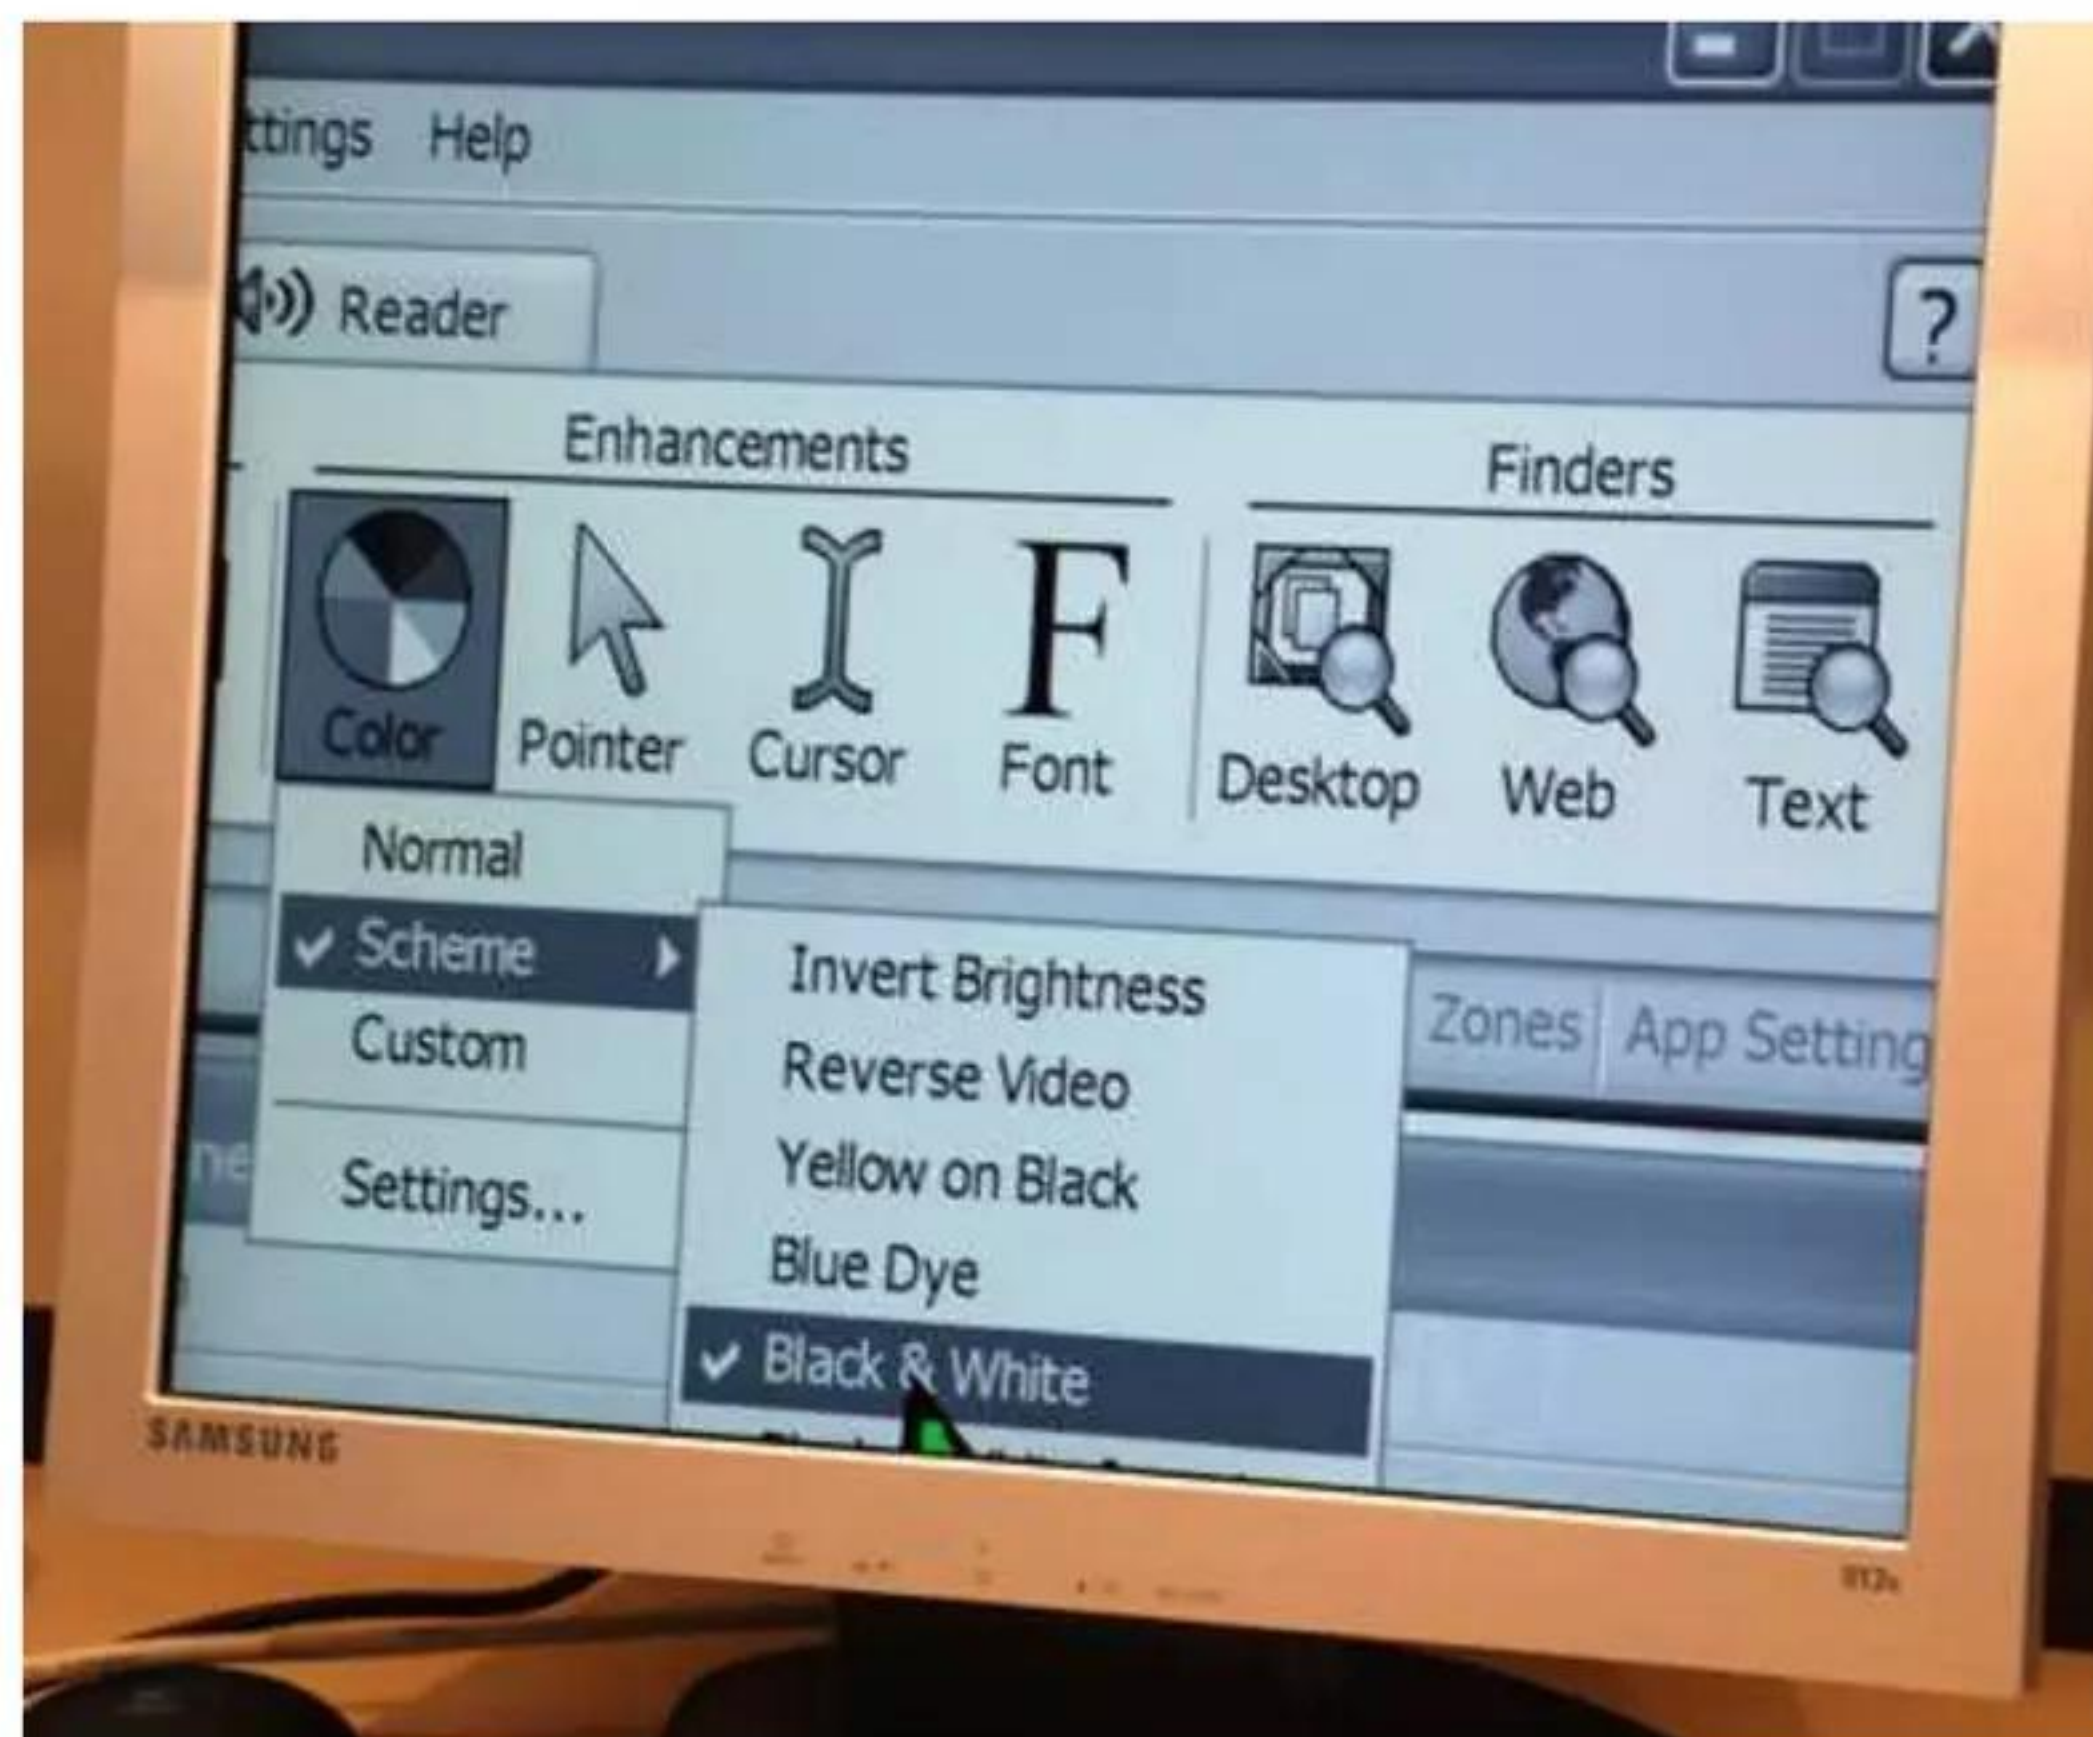 ttings Help
Reader
?
Enhancements Finders
Color Pointer Cursor Font Desktop Web Text
Normal
Scheme
Custom
Settings...
Invert Brightness
Reverse Video
Yellow on Black
Blue Dye
Black & White
Zones App Setting
ne
SAMSUNG